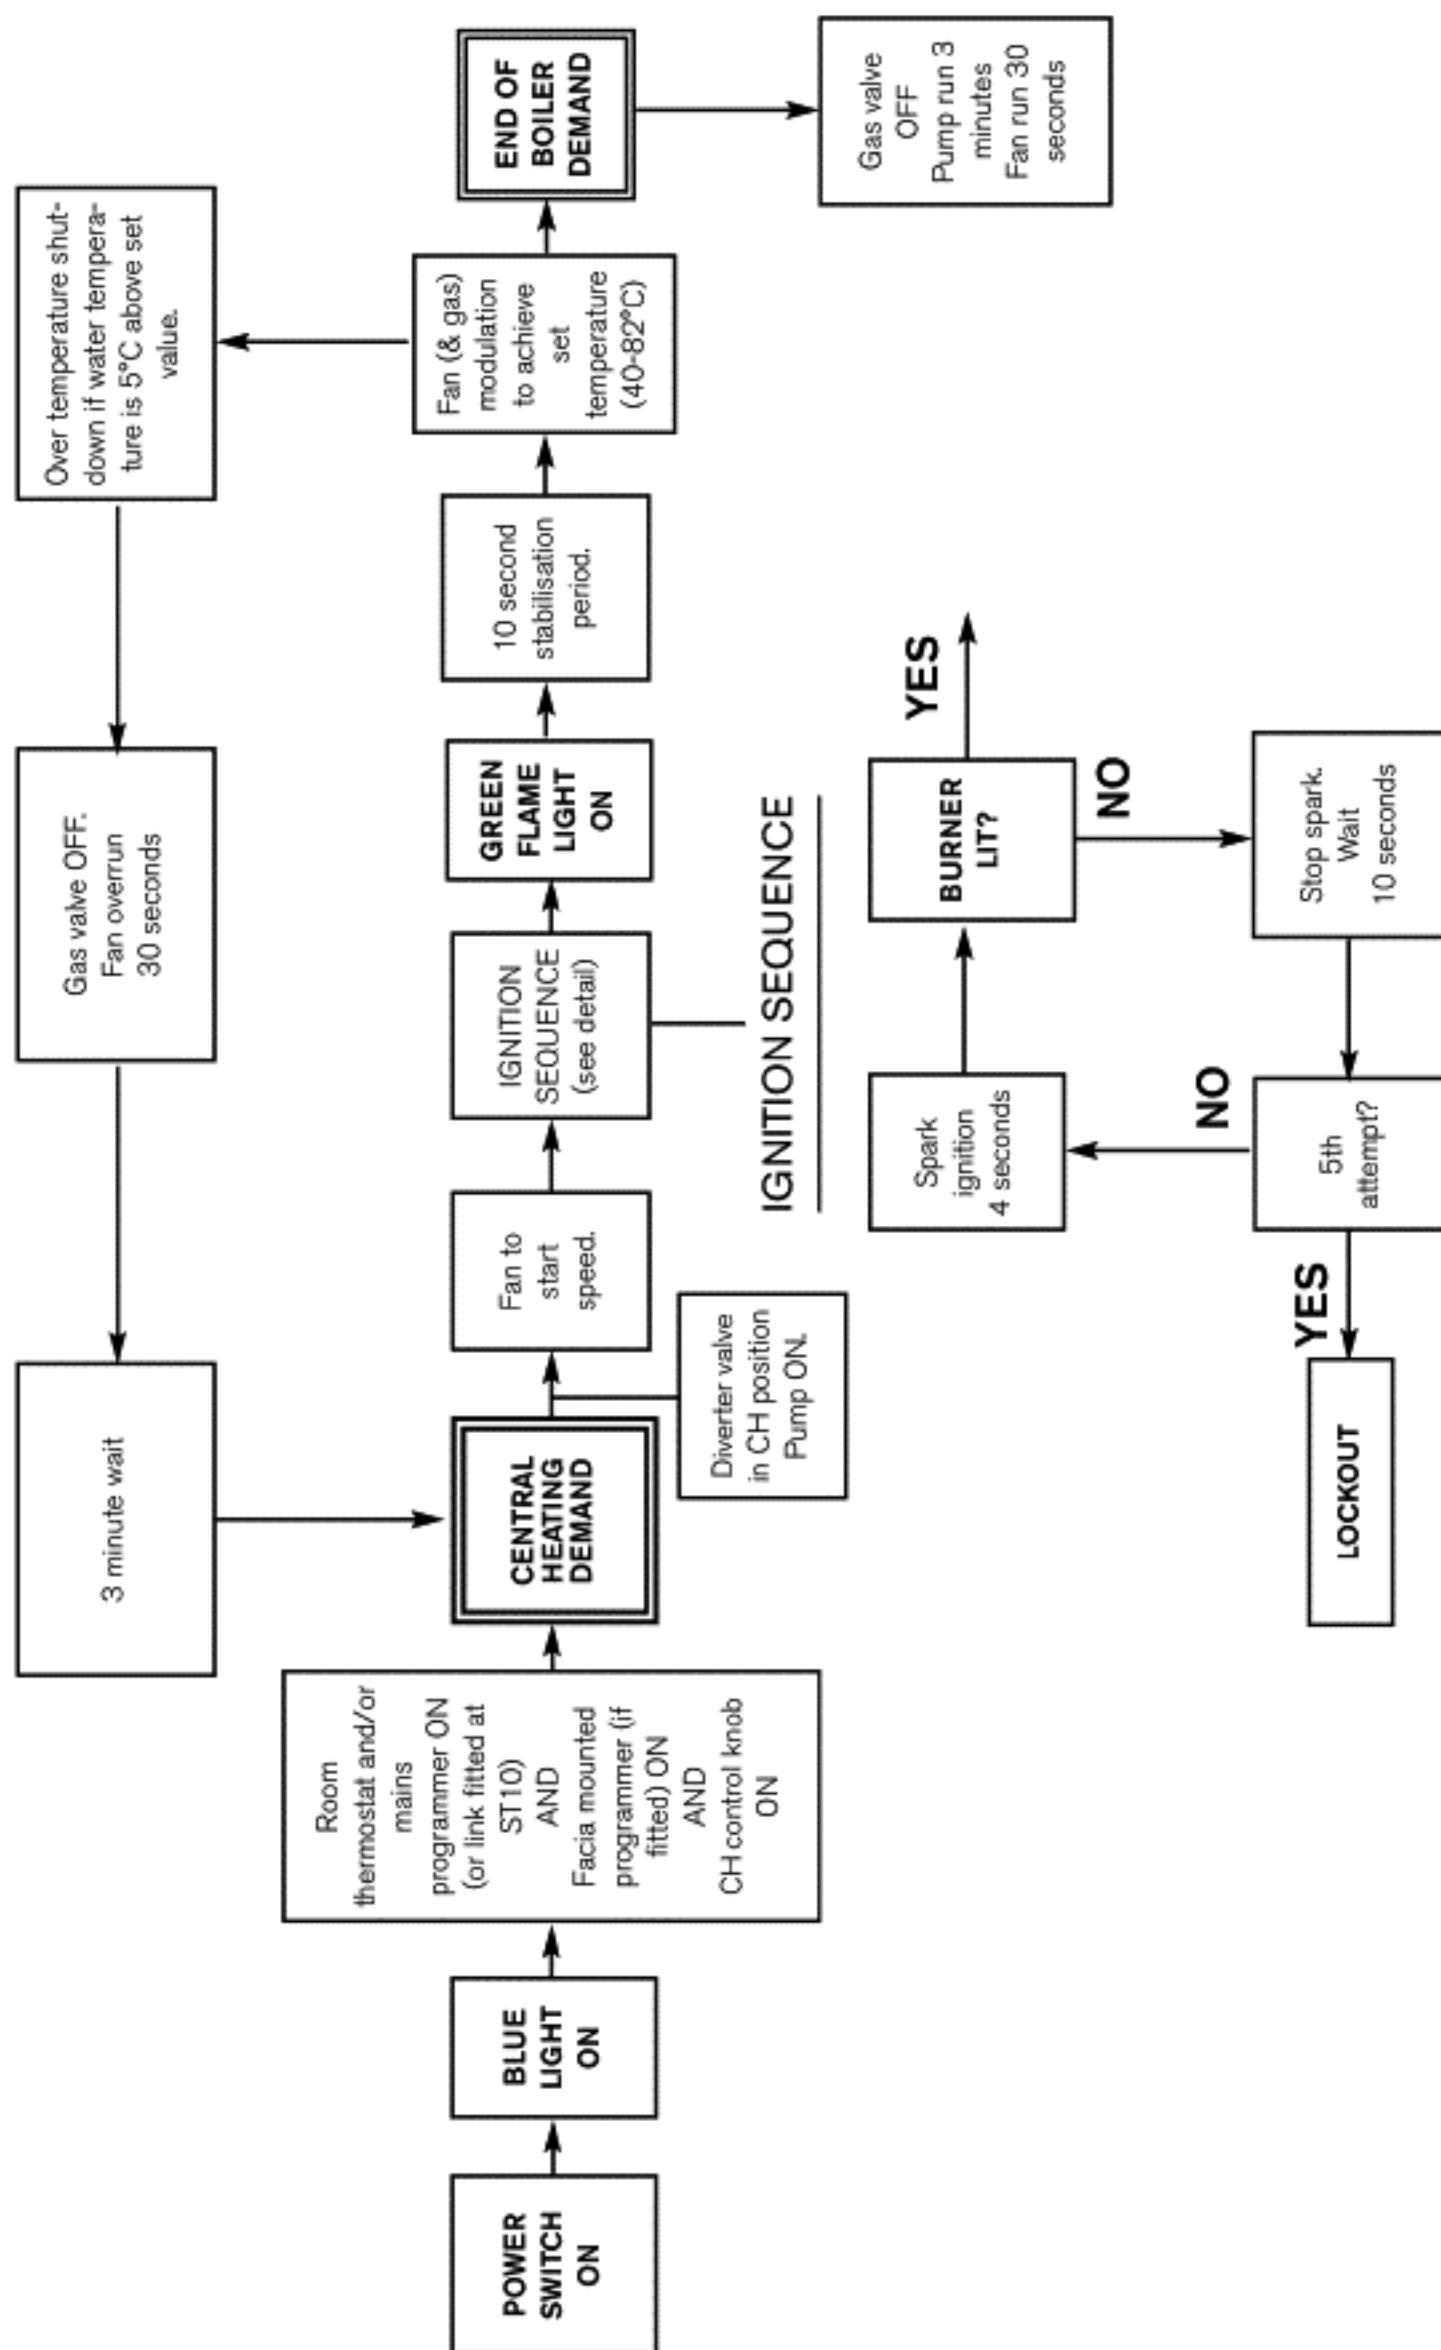 Over temperature shut-
down if water tempera-
ture is 5°C above set
value.
Gas valve OFF.
Fan overrun
30 seconds
3 minute wait
POWER
SWITCH
ON
BLUE
LIGHT
ON
Room
thermostat and/or
mains
programmer ON
(or link fitted at
ST10)
AND
Facia mounted
programmer (if
fitted) ON
AND
CH control knob
ON
CENTRAL
HEATING
DEMAND
Diverter valve
in CH position
Pump ON.
Fan to
start
speed.
IGNITION
SEQUENCE
(see detail)
GREEN
FLAME
LIGHT
ON
10 second
stabilisation
period.
Fan (& gas)
modulation
to achieve
set
temperature
(40-82°C)
END OF
BOILER
DEMAND
Gas valve
OFF
Pump run 3
minutes
Fan run 30
seconds
IGNITION SEQUENCE
Spark
ignition
4 seconds
BURNER
LIT?
YES
NO
Stop spark.
Wait
10 seconds
5th
attempt?
NO
YES
LOCKOUT